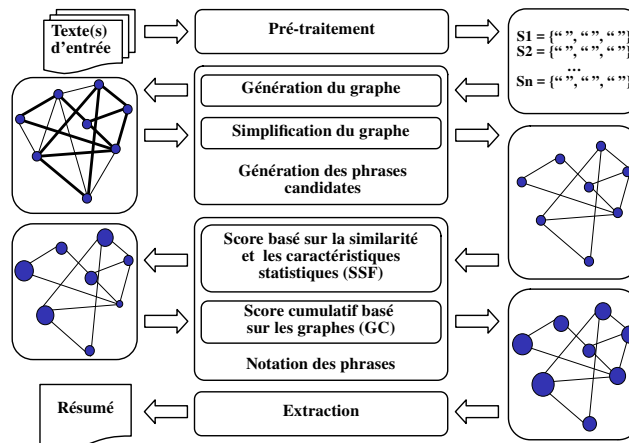 Texte(s)
d'entrée
Pré-traitement
S1 = {“ ”, “ ”, “ ”}
S2 = {“ ”, “ ”, “ ”}
...
Sn = {“ ”, “ ”, “ ”}
Génération du graphe
Simplification du graphe
Génération des phrases
candidates
Score basé sur la similarité
et les caractéristiques
statistiques (SSF)
Score cumulatif basé
sur les graphes (GC)
Notation des phrases
Résumé
Extraction